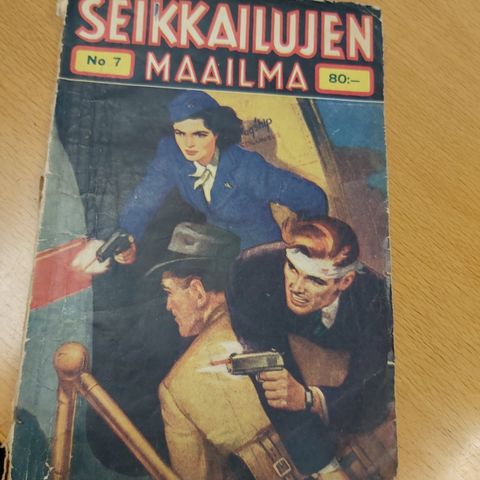 SEIKKAILUJEN
No 7
MAAILMA
80:-